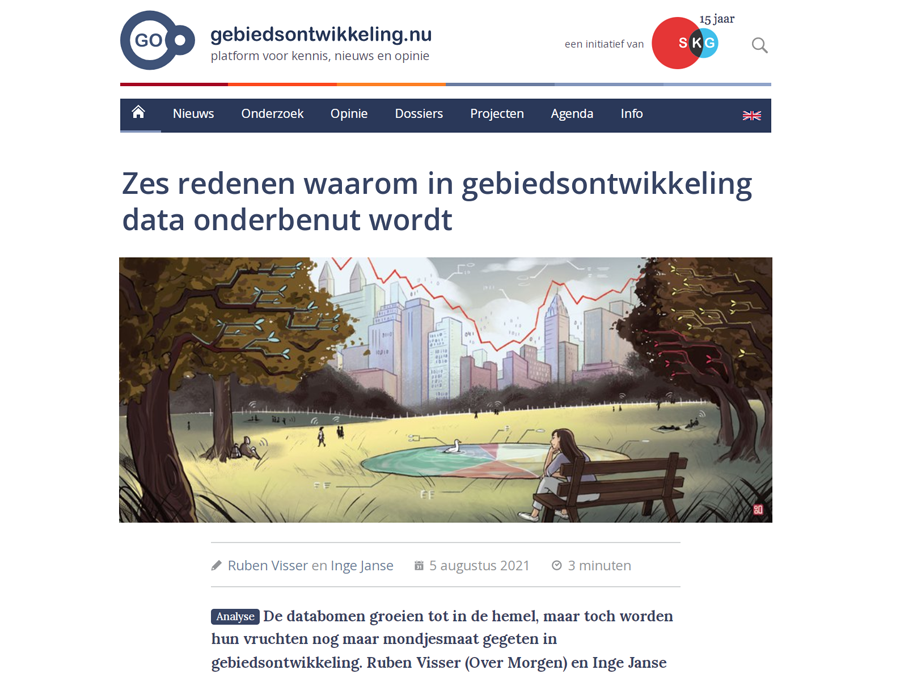 GO
gebiedsontwikkeling.nu
platform voor kennis, nieuws en opinie
een initiatief van
SKG
15 jaar
Nieuws Onderzoek Opinie Dossiers Projecten Agenda Info
Zes redenen waarom in gebiedsontwikkeling
data onderbenut wordt
Ruben Visser en Inge Janse 5 augustus 2021 3 minuten
Analyse De databomen groeien tot in de hemel, maar toch worden
hun vruchten nog maar mondjesmaat gegeten in
gebiedsontwikkeling. Ruben Visser (Over Morgen) en Inge Janse